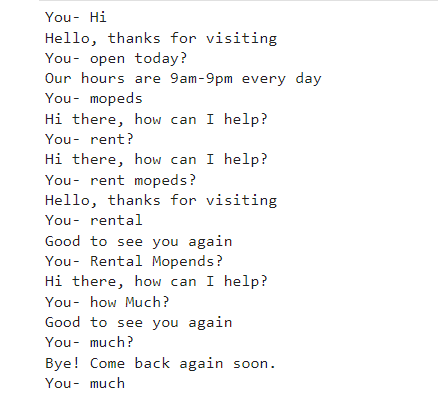 You- Hi
Hello, thanks for visiting
You- open today?
Our hours are 9am-9pm every day
You- mopeds
Hi there, how can I help?
You- rent?
Hi there, how can I help?
You- rent mopeds?
Hello, thanks for visiting
You- rental
Good to see you again
You- Rental Mopends?
Hi there, how can I help?
You- how Much?
Good to see you again
You- much?
Bye! Come back again soon.
You- much